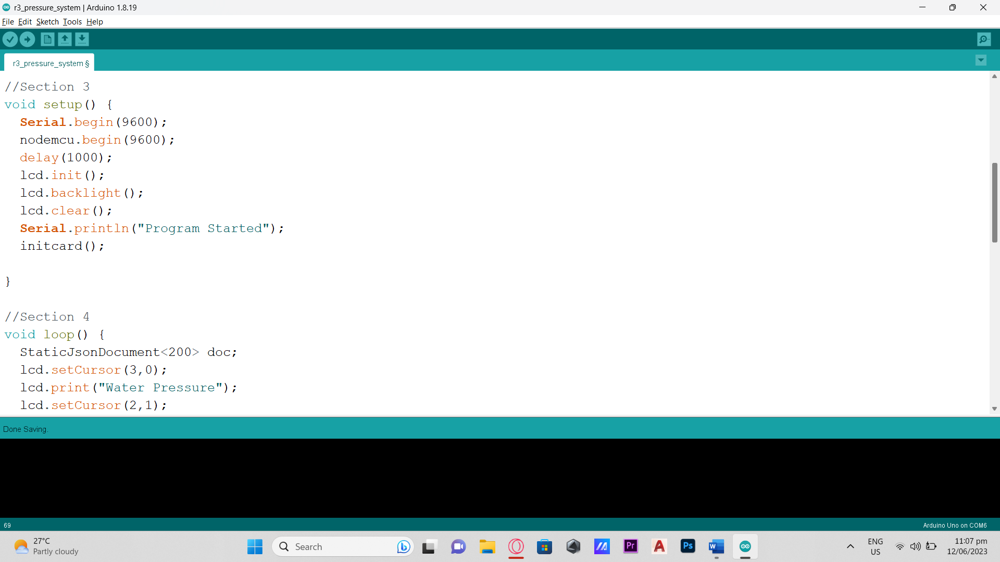 r3_pressure_system | Arduino 1.8.19
File Edit Sketch Tools Help
r3_pressure_system §
//Section 3
void setup() {
  Serial.begin(9600);
  nodemcu.begin(9600);
  delay(1000);
  lcd.init();
  lcd.backlight();
  lcd.clear();
  Serial.println("Program Started");
  initcard();
}
//Section 4
void loop() {
  StaticJsonDocument<200> doc;
  lcd.setCursor(3,0);
  lcd.print("Water Pressure");
  lcd.setCursor(2,1);
Done Saving.
69
Arduino Uno on COM6
27°C
Partly cloudy
Search
Pr
Ps
W
ENG
US
11:07 pm
12/06/2023